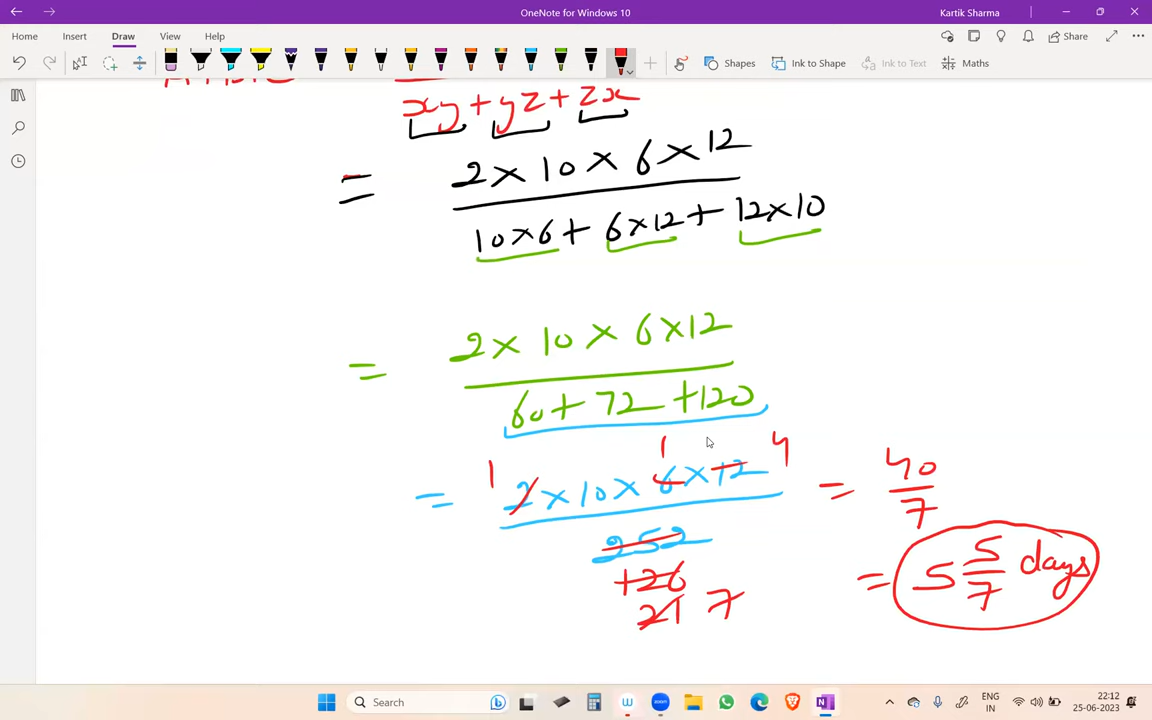 OneNote for Windows 10
Kartik Sharma
Home Insert Draw View Help
Share
Shapes
Ink to Shape
Ink to Text
Maths
xy + yz + zx
= 2 × 10 × 6 × 12
10×6 + 6×12 + 12×10
= 2 × 10 × 6 × 12
60 + 72 + 120
1 1 4
= 2 × 10 × 6 × 12 = 40
7
252
126
21 7
= 5 5/7 days
Search
ENG
IN
22:12
25-06-2023